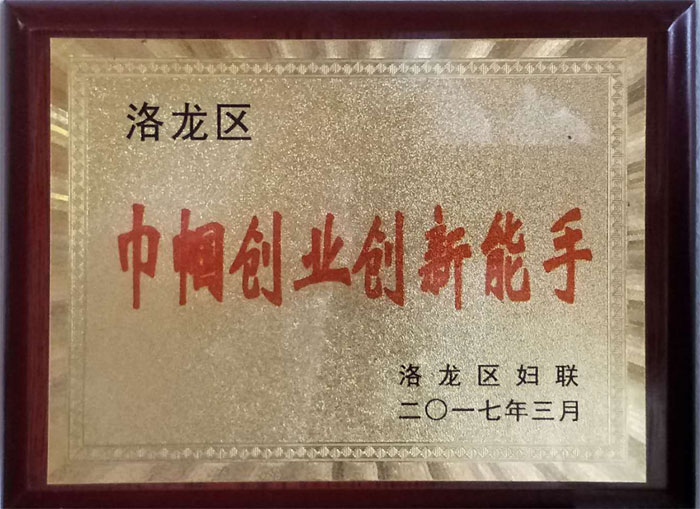 洛龙区
巾帼创业创新能手
洛龙区妇联
二〇一七年三月